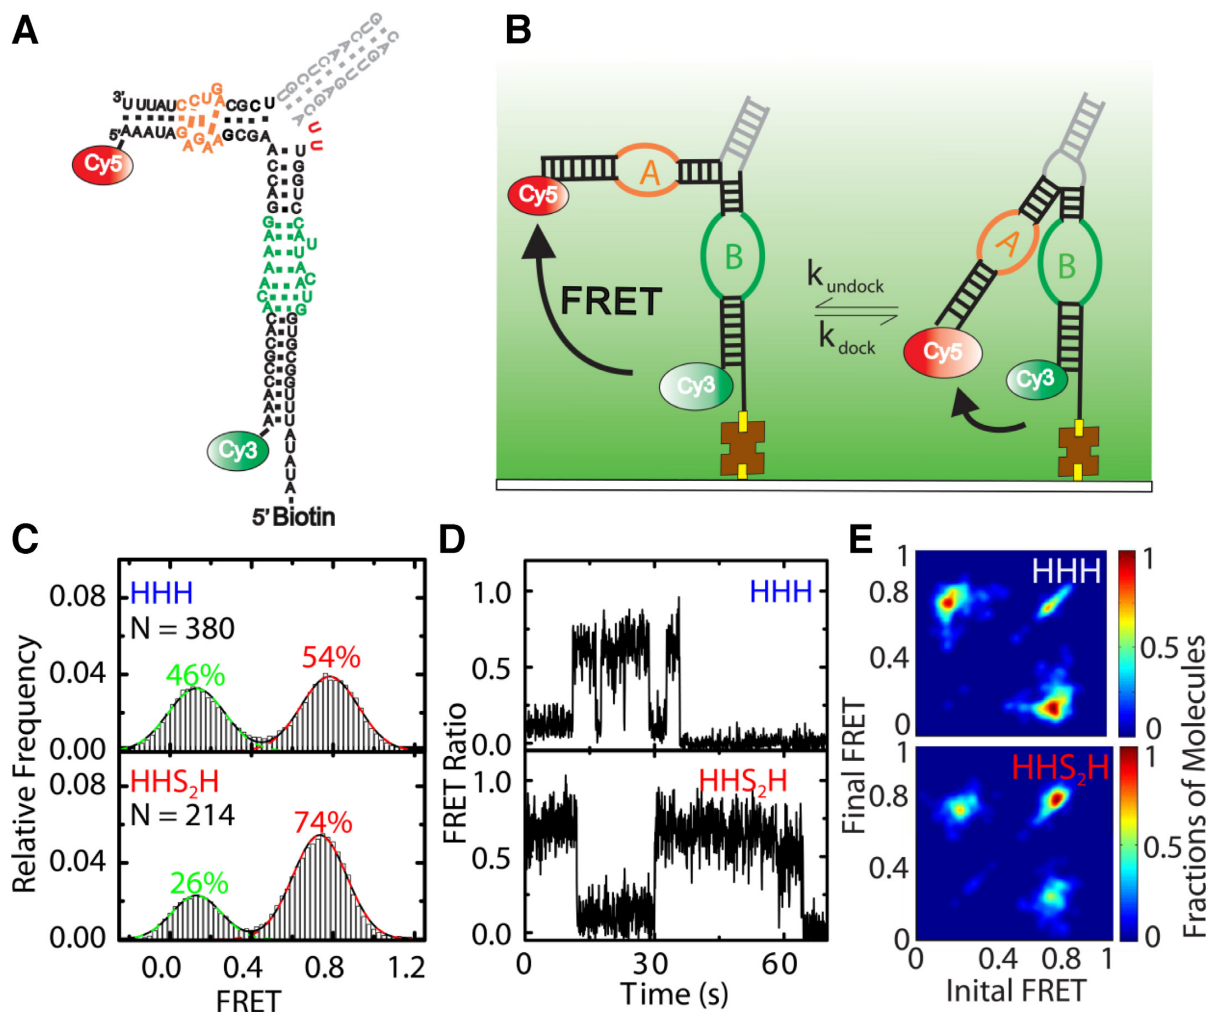 A
3' UUUAUCCUGACGCU
5' AAAUAGAGAAGCGA
U
U
Cy5
Cy3
5' Biotin
B
A
B
Cy5
FRET
Cy3
k undock
k dock
A
B
Cy5
Cy3
C
Relative Frequency
0.08
0.04
0.00
HHH
N = 380
46%
54%
0.08
0.04
0.00
HHS2H
N = 214
26%
74%
0.0 0.4 0.8 1.2
FRET
D
FRET Ratio
1.0
0.5
0.0
HHH
1.0
0.5
0.0
HHS2H
0 30 60
Time (s)
E
Final FRET
1
0.8
0.4
0
HHH
1
0.5
0
1
0.8
0.4
0
HHS2H
1
0.5
0
0 0.4 0.8 1
Inital FRET
Fractions of Molecules